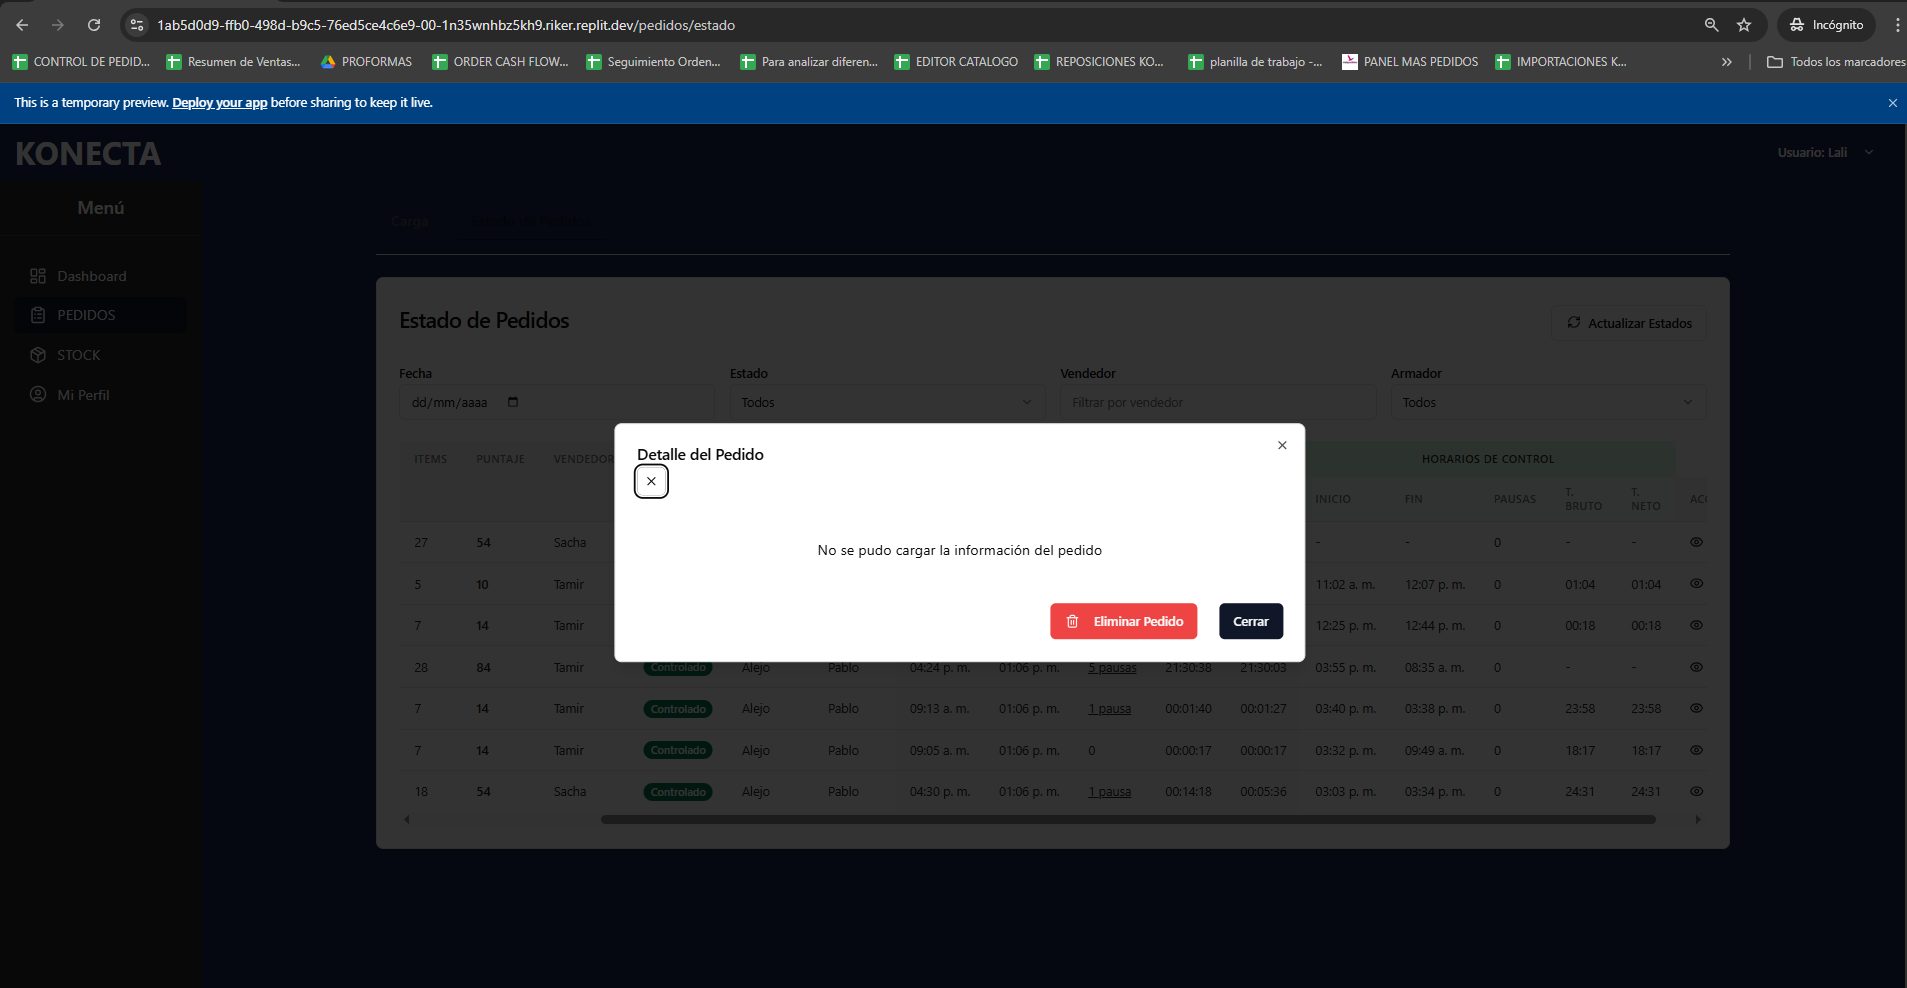 1ab5d0d9-ffb0-498d-b9c5-76ed5ce4c6e9-00-1n35wnhbz5kh9.riker.replit.dev/pedidos/estado
Incógnito
CONTROL DE PEDID... Resumen de Ventas... PROFORMAS ORDER CASH FLOW... Seguimiento Orden... Para analizar diferen... EDITOR CATALOGO REPOSICIONES KO... planilla de trabajo -... PANEL MAS PEDIDOS IMPORTACIONES K... » Todos los marcadores
This is a temporary preview. Deploy your app before sharing to keep it live.
KONECTA
Usuario: Lali
Menú
Dashboard
PEDIDOS
STOCK
Mi Perfil
Carga
Estado de Pedidos
Actualizar Estados
Fecha Estado Vendedor Armador
dd/mm/aaaa Todos Filtrar por vendedor Todos
ITEMS PUNTAJE VENDEDOR HORARIOS DE CONTROL
INICIO FIN PAUSAS T. BRUTO T. NETO
27 54 Sacha - - 0 - -
5 10 Tamir 11:02 a. m. 12:07 p. m. 0 01:04 01:04
7 14 Tamir 12:25 p. m. 12:44 p. m. 0 00:18 00:18
28 84 Tamir Controlado Alejo Pablo 04:24 p. m. 01:06 p. m. 5 pausas 21:30:38 21:30:03 03:55 p. m. 08:35 a. m. 0 - -
7 14 Tamir Controlado Alejo Pablo 09:13 a. m. 01:06 p. m. 1 pausa 00:01:40 00:01:27 03:40 p. m. 03:38 p. m. 0 23:58 23:58
7 14 Tamir Controlado Alejo Pablo 09:05 a. m. 01:06 p. m. 0 00:00:17 00:00:17 03:32 p. m. 09:49 a. m. 0 18:17 18:17
18 54 Sacha Controlado Alejo Pablo 04:30 p. m. 01:06 p. m. 1 pausa 00:14:18 00:05:36 03:03 p. m. 03:34 p. m. 0 24:31 24:31
Detalle del Pedido
No se pudo cargar la información del pedido
Eliminar Pedido
Cerrar